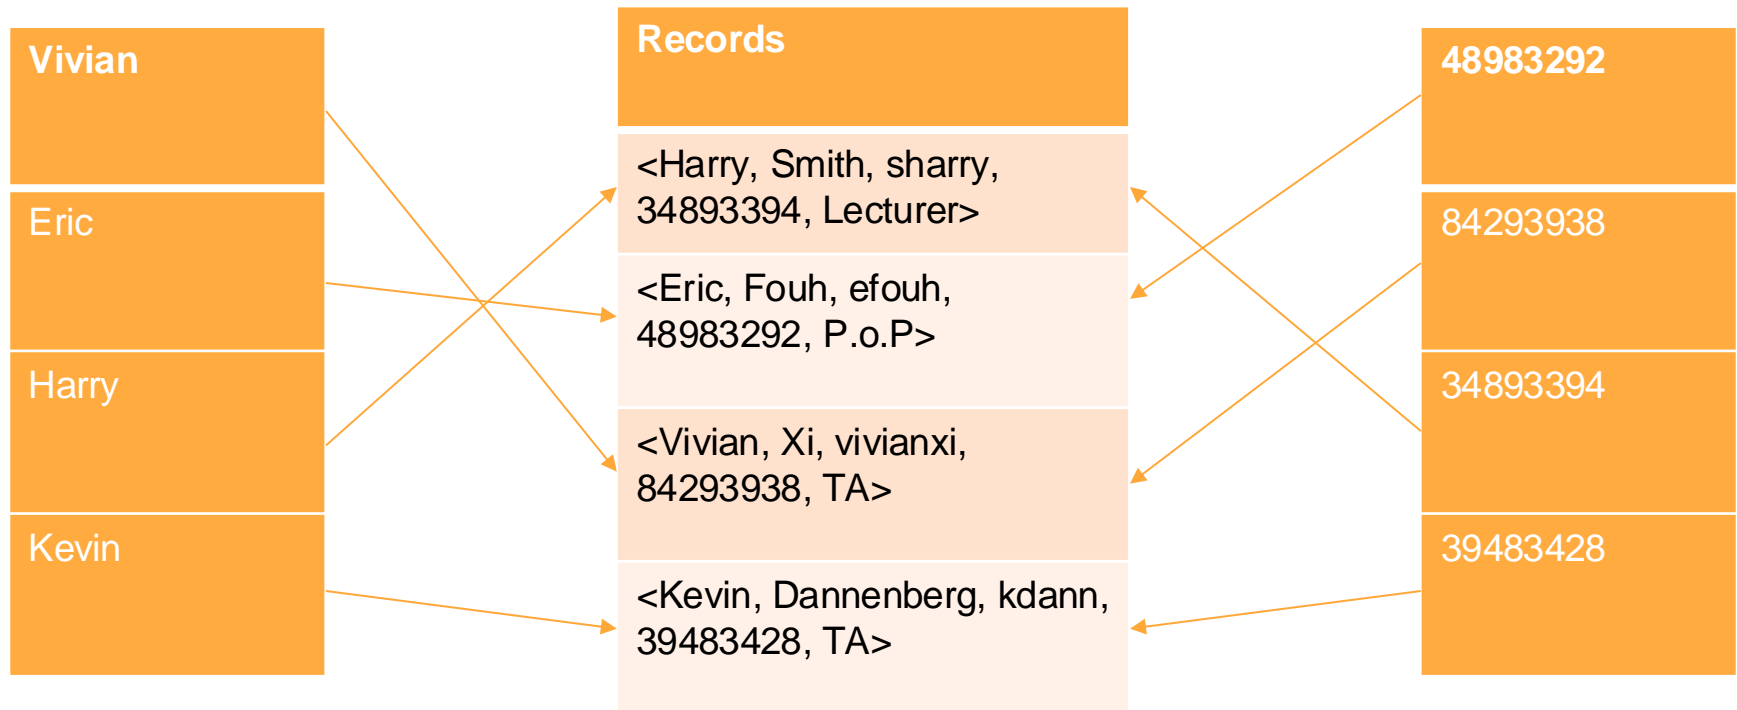 Vivian
Eric
Harry
Kevin
Records
<Harry, Smith, sharry,
34893394, Lecturer>
<Eric, Fouh, efouh,
48983292, P.o.P>
<Vivian, Xi, vivianxi,
84293938, TA>
<Kevin, Dannenberg, kdann,
39483428, TA>
48983292
84293938
34893394
39483428